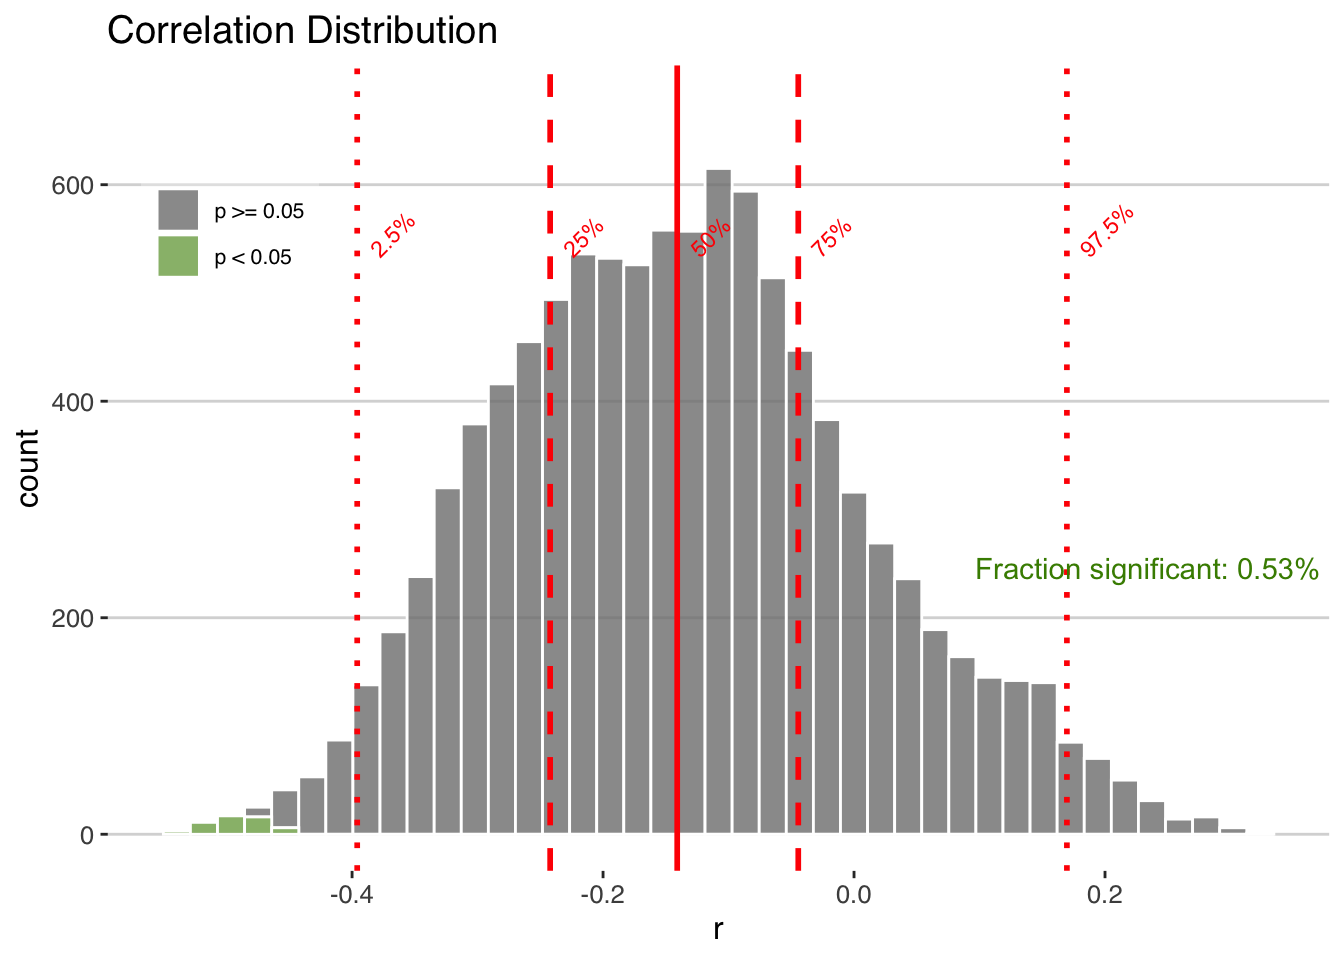 Correlation Distribution
600
400
200
0
count
p >= 0.05
p < 0.05
2.5%
25%
50%
75%
97.5%
Fraction significant: 0.53%
-0.4
-0.2
0.0
0.2
r